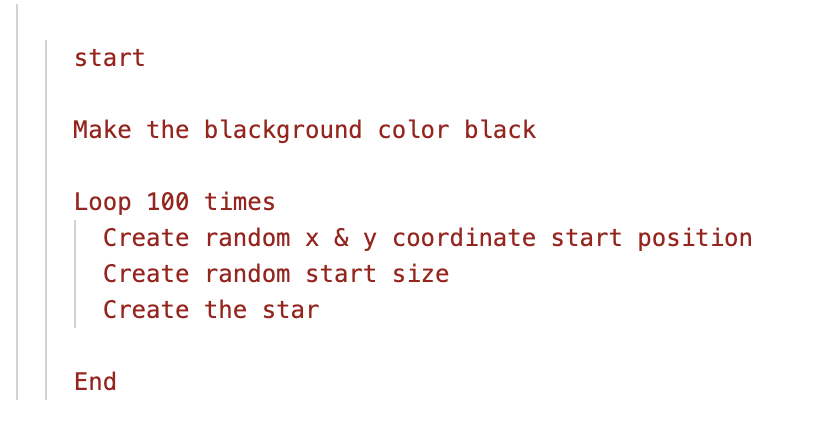 start
Make the blackground color black
Loop 100 times
Create random x & y coordinate start position
Create random start size
Create the star
End